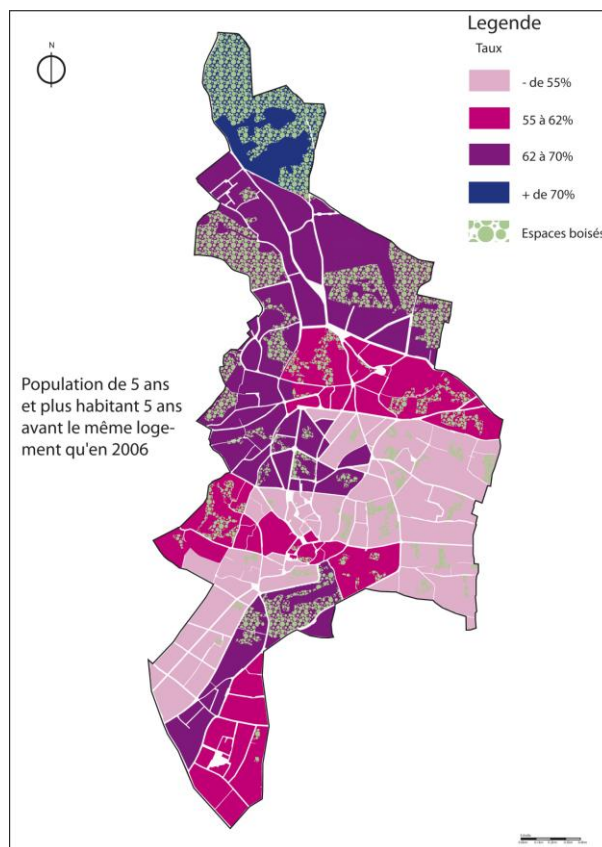 Legende
N
Taux
- de 55%
55 à 62%
62 à 70%
+ de 70%
Espaces boisés
Population de 5 ans
et plus habitant 5 ans
avant le même loge-
ment qu'en 2006